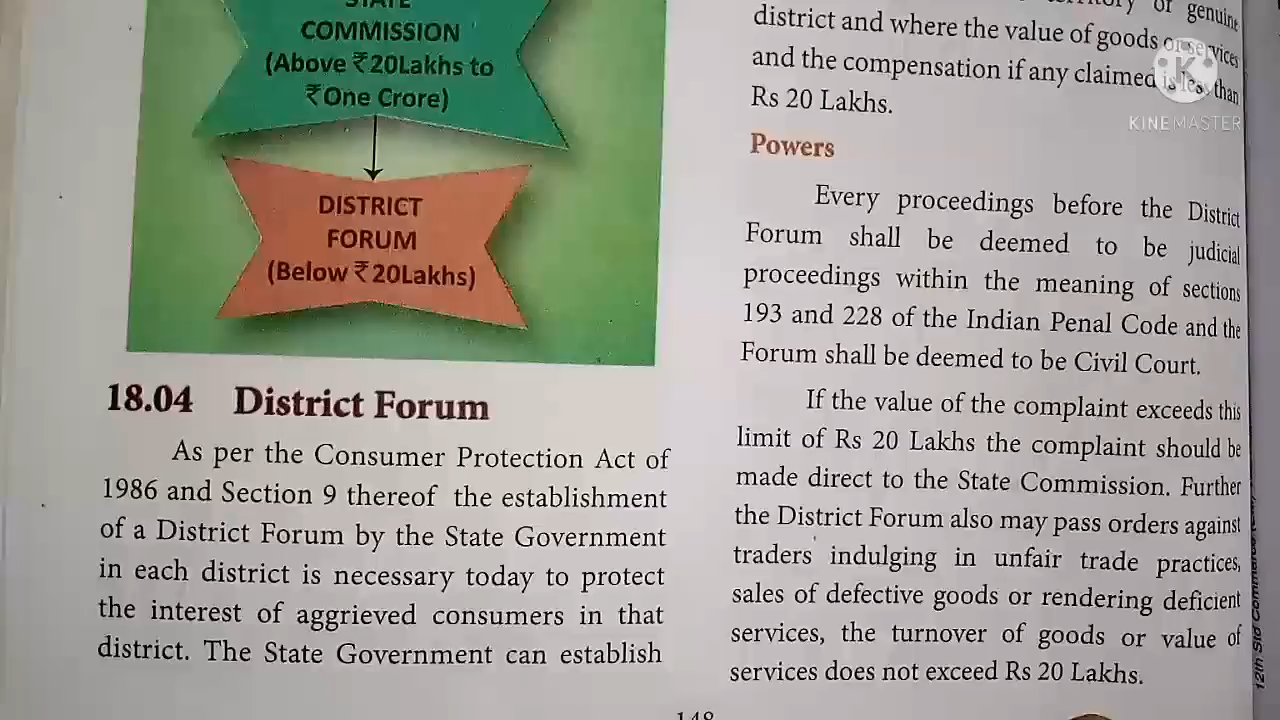 STATE
COMMISSION
(Above ₹20Lakhs to
₹One Crore)
DISTRICT
FORUM
(Below ₹20Lakhs)
18.04 District Forum
As per the Consumer Protection Act of
1986 and Section 9 thereof the establishment
of a District Forum by the State Government
in each district is necessary today to protect
the interest of aggrieved consumers in that
district. The State Government can establish
of genuine
district and where the value of goods or services
and the compensation if any claimed is less than
Rs 20 Lakhs.
Powers
Every proceedings before the District
Forum shall be deemed to be judicial
proceedings within the meaning of sections
193 and 228 of the Indian Penal Code and the
Forum shall be deemed to be Civil Court.
If the value of the complaint exceeds this
limit of Rs 20 Lakhs the complaint should be
made direct to the State Commission. Further
the District Forum also may pass orders against
traders indulging in unfair trade practices,
sales of defective goods or rendering deficient
services, the turnover of goods or value of
services does not exceed Rs 20 Lakhs.
148
12th Std Commerce
K
KINEMASTER